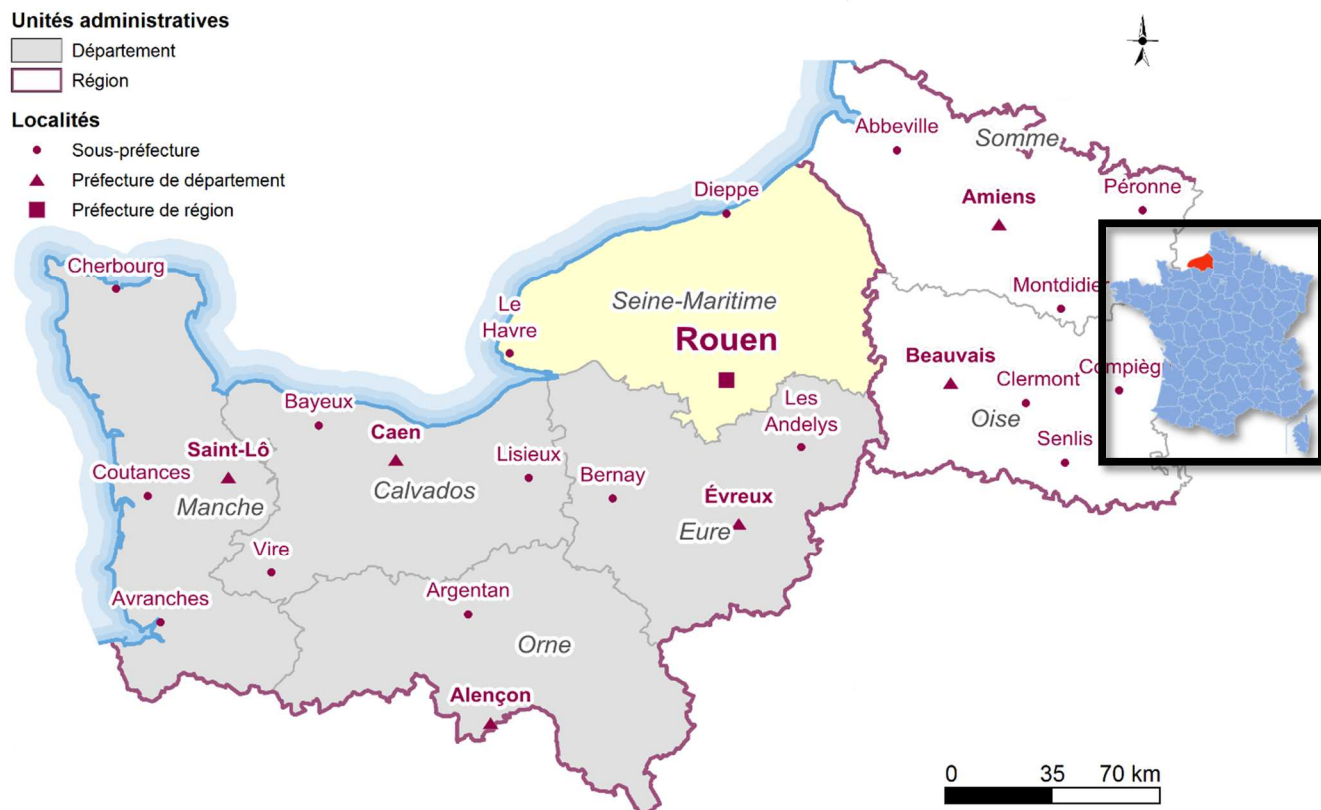 Unités administratives
Département
Région
Localités
Sous-préfecture
Préfecture de département
Préfecture de région
Abbeville
Somme
Dieppe
Amiens
Péronne
Cherbourg
Le
Havre
Seine-Maritime
Rouen
Montdidier
Beauvais
Clermont
Compiègn
Oise
Senlis
Bayeux
Caen
Les
Andelys
Saint-Lô
Coutances
Manche
Calvados
Lisieux
Bernay
Évreux
Eure
Vire
Avranches
Argentan
Orne
Alençon
0 35 70 km